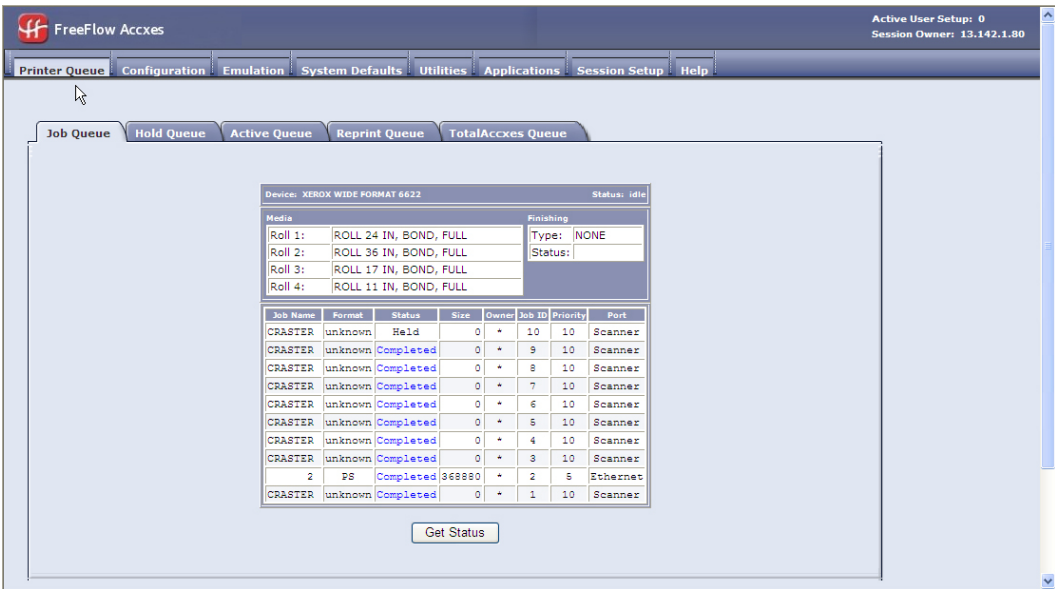 FreeFlow Accxes
Active User Setup: 0
Session Owner: 13.142.1.80
Printer Queue Configuration Emulation System Defaults Utilities Applications Session Setup Help
Job Queue Hold Queue Active Queue Reprint Queue TotalAccxes Queue
Device: XEROX WIDE FORMAT 6622 Status: idle
Media Finishing
Roll 1: ROLL 24 IN, BOND, FULL Type: NONE
Roll 2: ROLL 36 IN, BOND, FULL Status:
Roll 3: ROLL 17 IN, BOND, FULL
Roll 4: ROLL 11 IN, BOND, FULL
Job Name Format Status Size Owner Job ID Priority Port
CRASTER unknown Held 0 * 10 10 Scanner
CRASTER unknown Completed 0 * 9 10 Scanner
CRASTER unknown Completed 0 * 8 10 Scanner
CRASTER unknown Completed 0 * 7 10 Scanner
CRASTER unknown Completed 0 * 6 10 Scanner
CRASTER unknown Completed 0 * 5 10 Scanner
CRASTER unknown Completed 0 * 4 10 Scanner
CRASTER unknown Completed 0 * 3 10 Scanner
2 PS Completed 368880 * 2 5 Ethernet
CRASTER unknown Completed 0 * 1 10 Scanner
Get Status